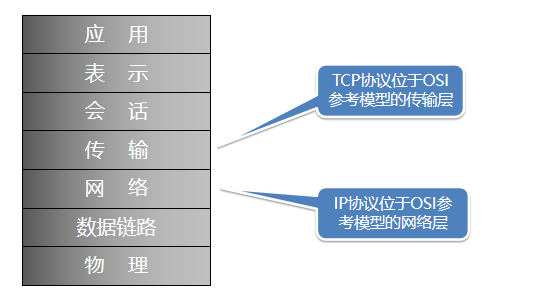 应 用
表 示
会 话
传 输
网 络
数据链路
物 理
TCP协议位于OSI
参考模型的传输层
IP协议位于OSI参
考模型的网络层